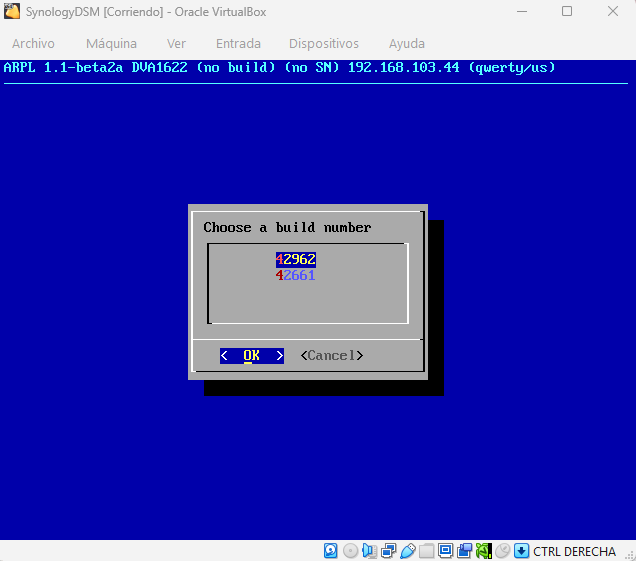 SynologyDSM [Corriendo] - Oracle VirtualBox
Archivo Máquina Ver Entrada Dispositivos Ayuda
ARPL 1.1-beta2a DVA1622 (no build) (no SN) 192.168.103.44 (qwerty/us)
Choose a build number
42962
42661
< OK > <Cancel>
CTRL DERECHA